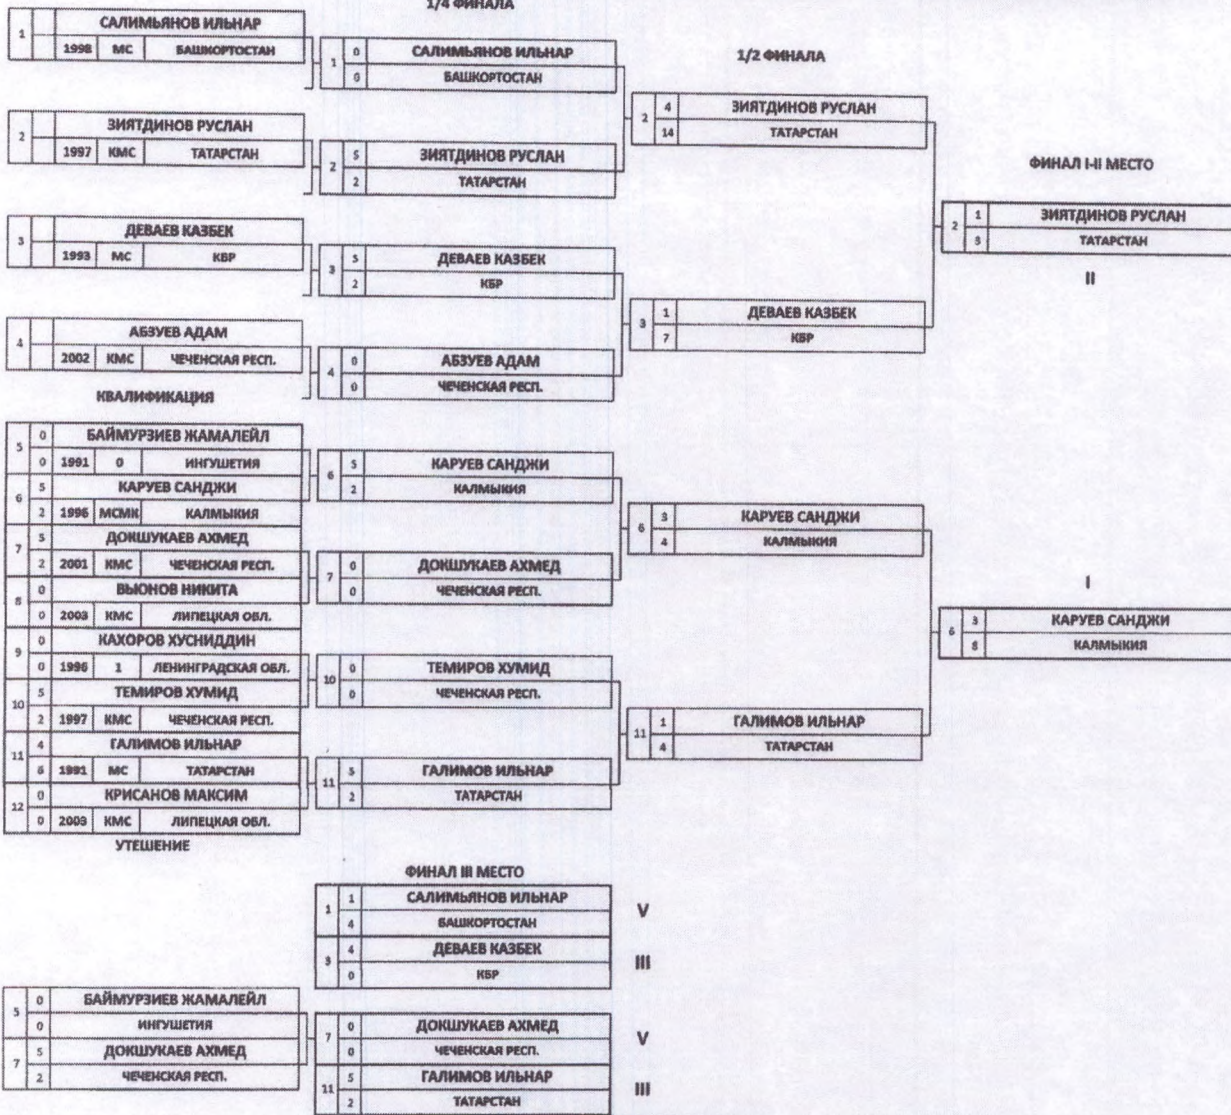 1/4 ФИНАЛА
1 САЛИМЬЯНОВ ИЛЬНАР
1998 МС БАШКОРТОСТАН
2 ЗИЯТДИНОВ РУСЛАН
1997 КМС ТАТАРСТАН
3 ДЕВАЕВ КАЗБЕК
1993 МС КБР
4 АБЗУЕВ АДАМ
2002 КМС ЧЕЧЕНСКАЯ РЕСП.
КВАЛИФИКАЦИЯ
5 0 БАЙМУРЗИЕВ ЖАМАЛЕЙЛ
0 1991 0 ИНГУШЕТИЯ
6 5 КАРУЕВ САНДЖИ
2 1996 МСМК КАЛМЫКИЯ
7 5 ДОКШУКАЕВ АХМЕД
2 2001 КМС ЧЕЧЕНСКАЯ РЕСП.
8 0 ВЬЮНОВ НИКИТА
0 2003 КМС ЛИПЕЦКАЯ ОБЛ.
9 0 КАХОРОВ ХУСНИДДИН
0 1996 1 ЛЕНИНГРАДСКАЯ ОБЛ.
10 5 ТЕМИРОВ ХУМИД
2 1997 КМС ЧЕЧЕНСКАЯ РЕСП.
11 4 ГАЛИМОВ ИЛЬНАР
6 1991 МС ТАТАРСТАН
12 0 КРИСАНОВ МАКСИМ
0 2003 КМС ЛИПЕЦКАЯ ОБЛ.
УТЕШЕНИЕ
1 0 САЛИМЬЯНОВ ИЛЬНАР
0 БАШКОРТОСТАН
2 5 ЗИЯТДИНОВ РУСЛАН
2 ТАТАРСТАН
3 5 ДЕВАЕВ КАЗБЕК
2 КБР
4 0 АБЗУЕВ АДАМ
0 ЧЕЧЕНСКАЯ РЕСП.
6 5 КАРУЕВ САНДЖИ
2 КАЛМЫКИЯ
7 0 ДОКШУКАЕВ АХМЕД
0 ЧЕЧЕНСКАЯ РЕСП.
10 0 ТЕМИРОВ ХУМИД
0 ЧЕЧЕНСКАЯ РЕСП.
11 5 ГАЛИМОВ ИЛЬНАР
2 ТАТАРСТАН
1/2 ФИНАЛА
2 4 ЗИЯТДИНОВ РУСЛАН
14 ТАТАРСТАН
3 1 ДЕВАЕВ КАЗБЕК
7 КБР
6 3 КАРУЕВ САНДЖИ
4 КАЛМЫКИЯ
11 1 ГАЛИМОВ ИЛЬНАР
4 ТАТАРСТАН
ФИНАЛ I-II МЕСТО
2 1 ЗИЯТДИНОВ РУСЛАН
3 ТАТАРСТАН
II
I
6 3 КАРУЕВ САНДЖИ
8 КАЛМЫКИЯ
ФИНАЛ III МЕСТО
1 1 САЛИМЬЯНОВ ИЛЬНАР V
4 БАШКОРТОСТАН
3 4 ДЕВАЕВ КАЗБЕК III
0 КБР
5 0 БАЙМУРЗИЕВ ЖАМАЛЕЙЛ
0 ИНГУШЕТИЯ
7 5 ДОКШУКАЕВ АХМЕД
2 ЧЕЧЕНСКАЯ РЕСП.
7 0 ДОКШУКАЕВ АХМЕД V
0 ЧЕЧЕНСКАЯ РЕСП.
11 5 ГАЛИМОВ ИЛЬНАР III
2 ТАТАРСТАН